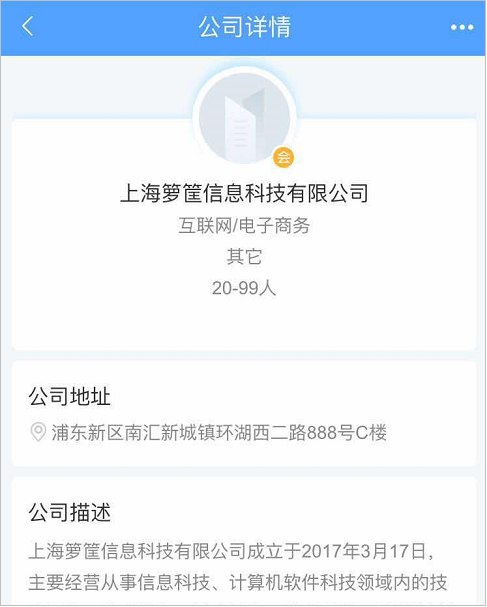 公司详情
会
上海箩筐信息科技有限公司
互联网/电子商务
其它
20-99人
公司地址
浦东新区南汇新城镇环湖西二路888号C楼
公司描述
上海箩筐信息科技有限公司成立于2017年3月17日，
主要经营从事信息科技、计算机软件科技领域内的技